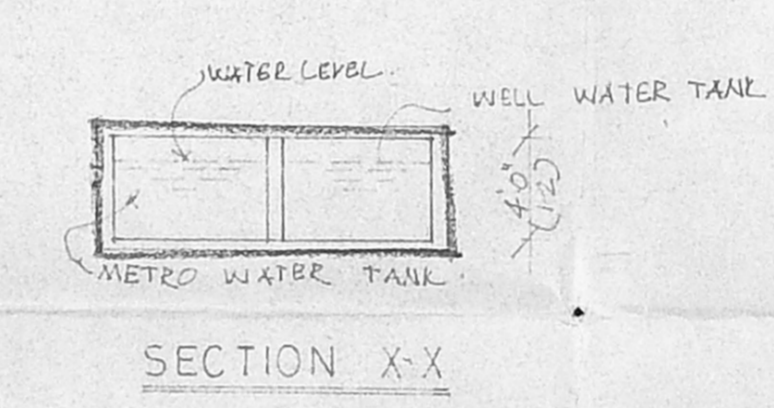 WATER LEVEL.
WELL WATER TANK
4'0"
(1.2)
METRO WATER TANK.
SECTION X-X